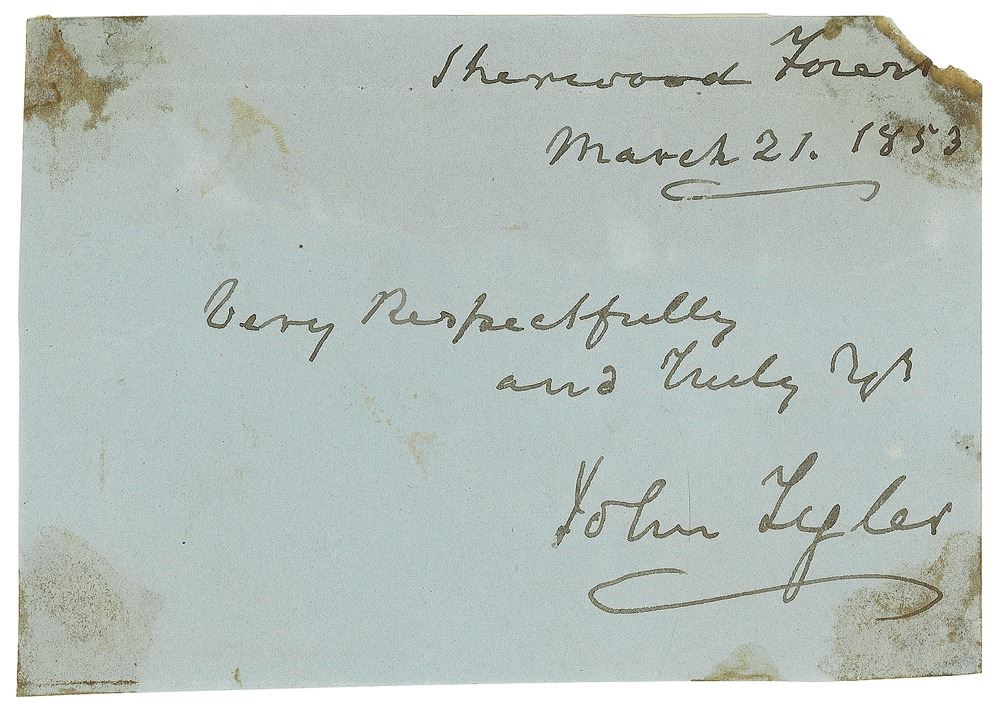 Sherwood Forest
March 21. 1853
Very Respectfully
and Truly Yrs
John Tyler